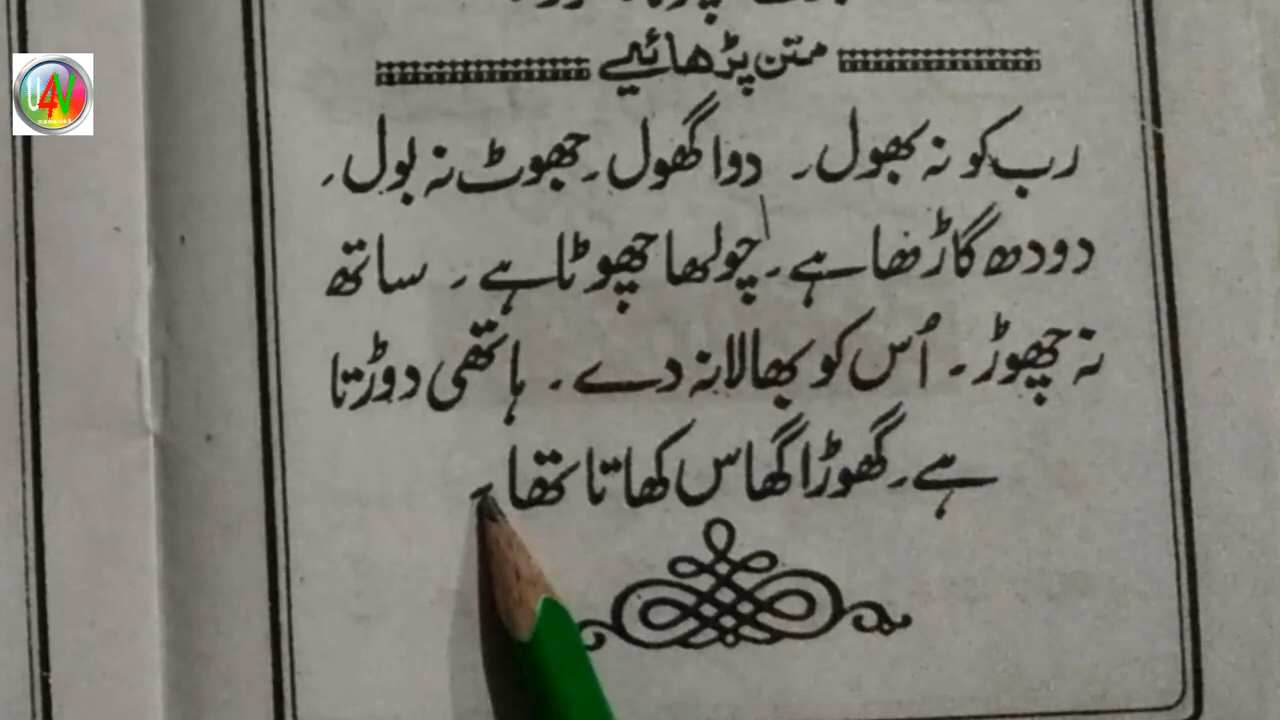 متن پڑھائیے
رب کو نہ بھول۔ دوا گھول۔ جھوٹ نہ بول۔
دودھ گاڑھا ہے۔ چولھا چھوٹا ہے۔ ساتھ
نہ چھوڑ۔ اُس کو بھالا نہ دے۔ ہاتھی دوڑتا
ہے۔ گھوڑا گھاس کھاتا تھا۔
U4N